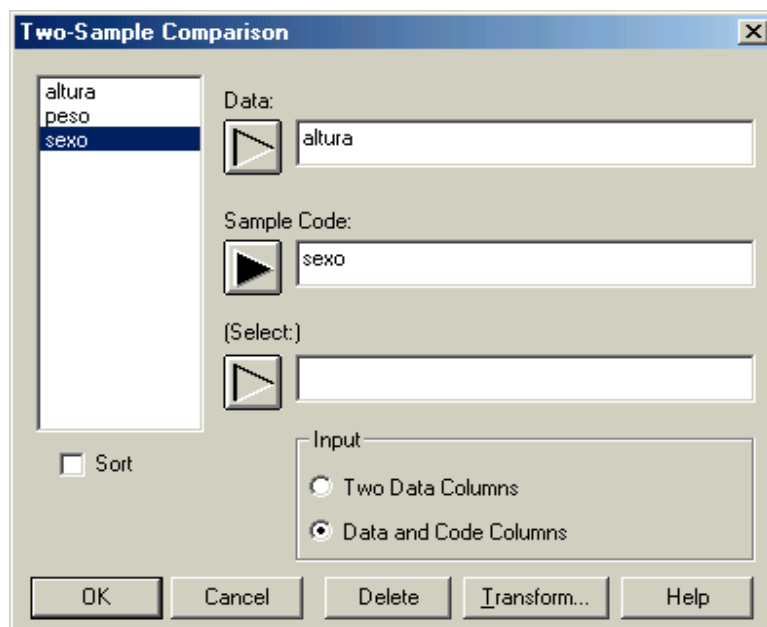 Two-Sample Comparison
altura
peso
sexo
Data:
altura
Sample Code:
sexo
(Select:)
Sort
Input
Two Data Columns
Data and Code Columns
OK
Cancel
Delete
Transform...
Help